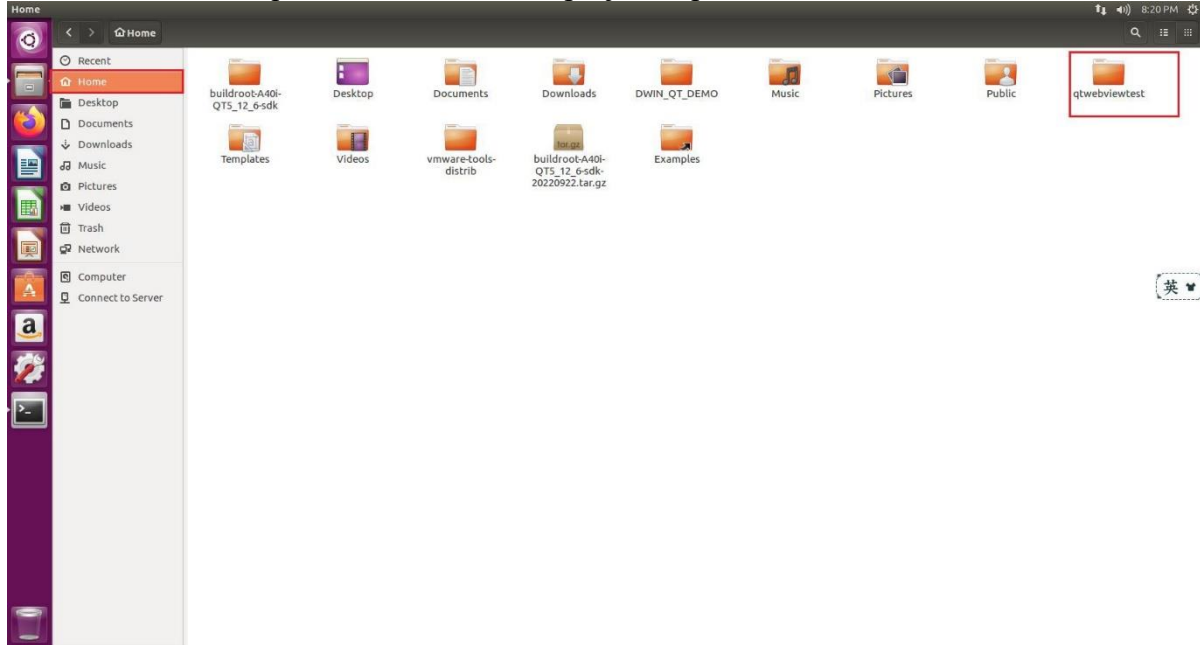 Home
8:20 PM
Home
Recent
Home
Desktop
Documents
Downloads
Music
Pictures
Videos
Trash
Network
Computer
Connect to Server
buildroot-A40i-
QT5_12_6-sdk
Desktop
Documents
Downloads
DWIN_QT_DEMO
Music
Pictures
Public
qtwebviewtest
Templates
Videos
vmware-tools-
distrib
tar.gz
buildroot-A40i-
QT5_12_6-sdk-
20220922.tar.gz
Examples
英
a